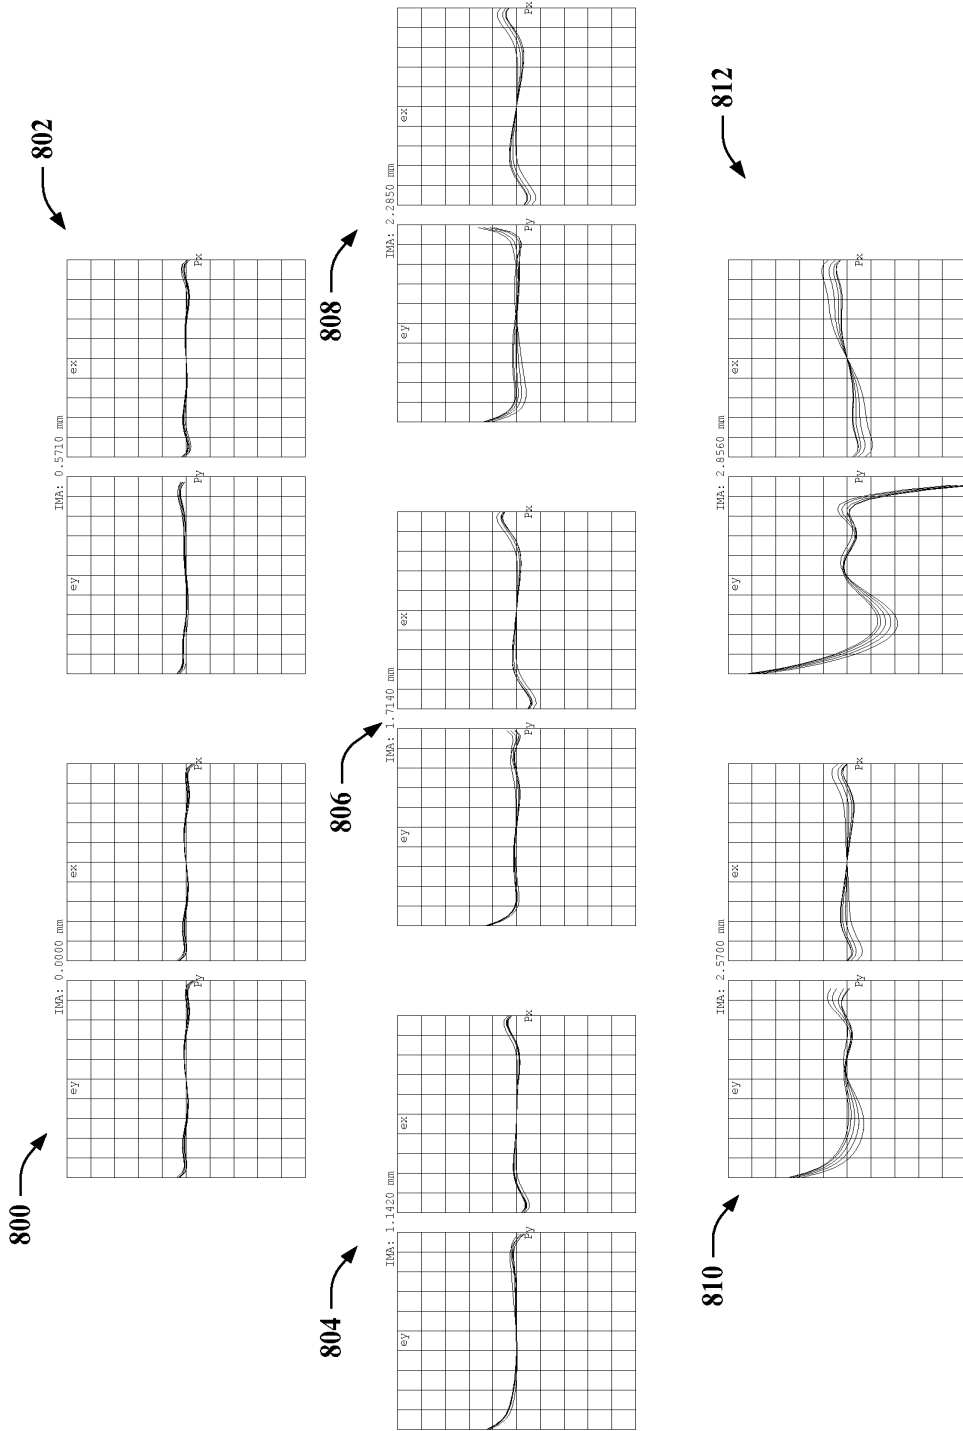 802
IMA: 0.5710 mm
ey
Py
ex
Px
800
IMA: 0.0000 mm
ey
Py
ex
Px
808
IMA: 2.2850 mm
ey
Py
ex
Px
806
IMA: 1.7140 mm
ey
Py
ex
Px
804
IMA: 1.1420 mm
ey
Py
ex
Px
812
IMA: 2.8560 mm
ey
Py
ex
Px
810
IMA: 2.5700 mm
ey
Py
ex
Px